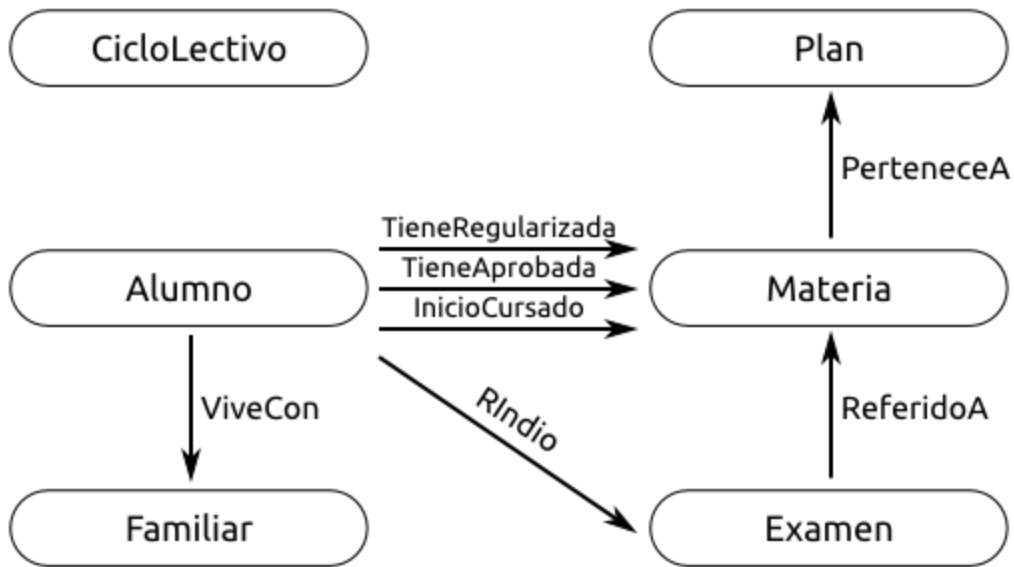 CicloLectivo
Plan
PerteneceA
TieneRegularizada
TieneAprobada
InicioCursado
Alumno
Materia
ViveCon
RIndio
ReferidoA
Familiar
Examen